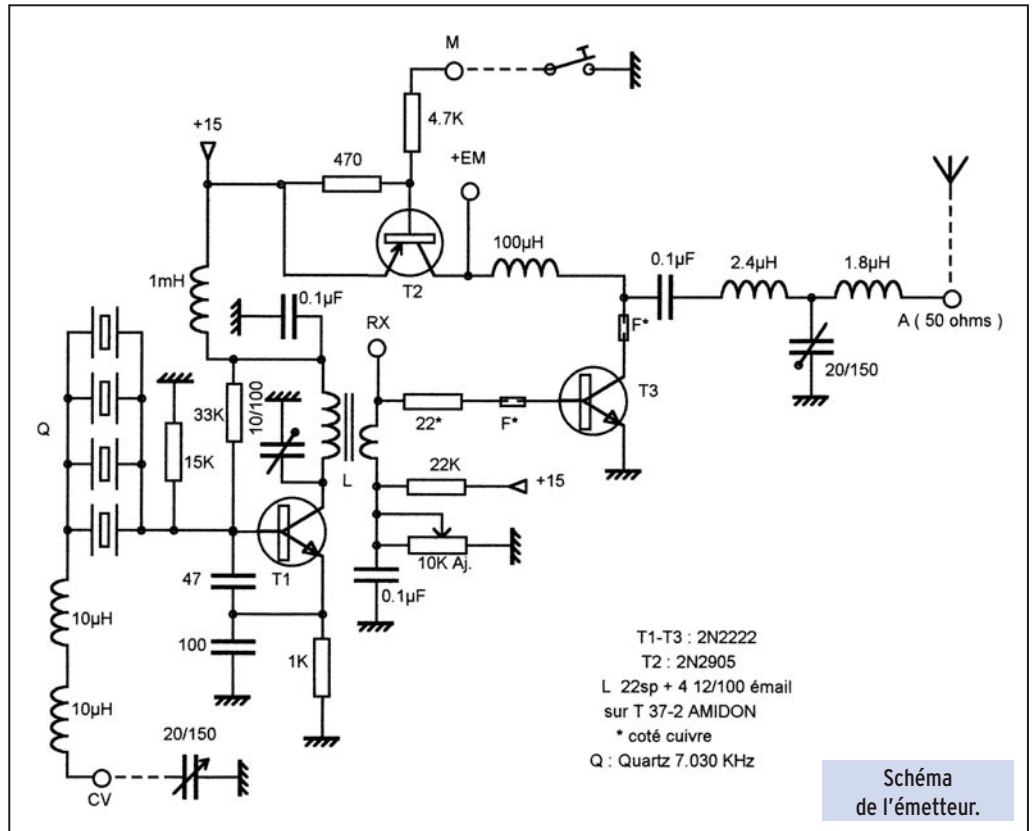 M
4.7K
+15
470
+EM
100µH
0.1µF
2.4µH
1.8µH
1mH
0.1µF
T2
RX
F*
A ( 50 ohms )
20/150
T3
Q
33K
10/100
15K
22*
F*
L
22K
+15
10K Aj.
T1
47
0.1µF
100
1K
10µH
10µH
20/150
CV
T1-T3 : 2N2222
T2 : 2N2905
L 22sp + 4 12/100 émail
sur T 37-2 AMIDON
* coté cuivre
Q : Quartz 7.030 KHz
Schéma
de l'émetteur.